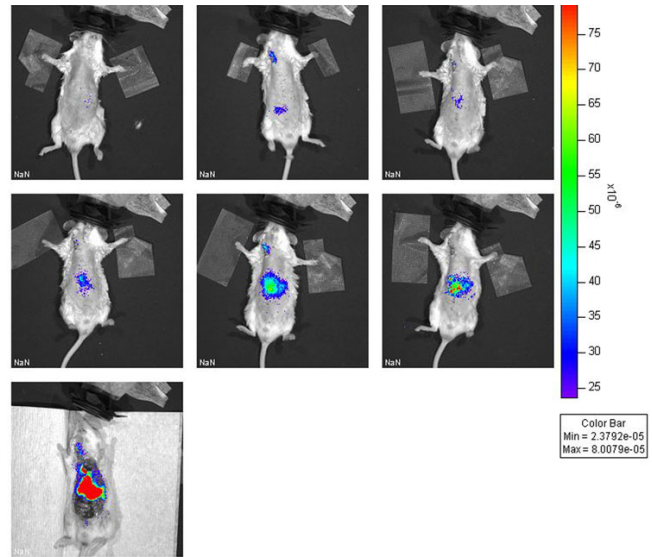 NaN
NaN
NaN
NaN
NaN
NaN
NaN
75
70
65
60
55
50
45
40
35
30
25
x10⁻⁶
Color Bar
Min = 2.3792e-05
Max = 8.0079e-05